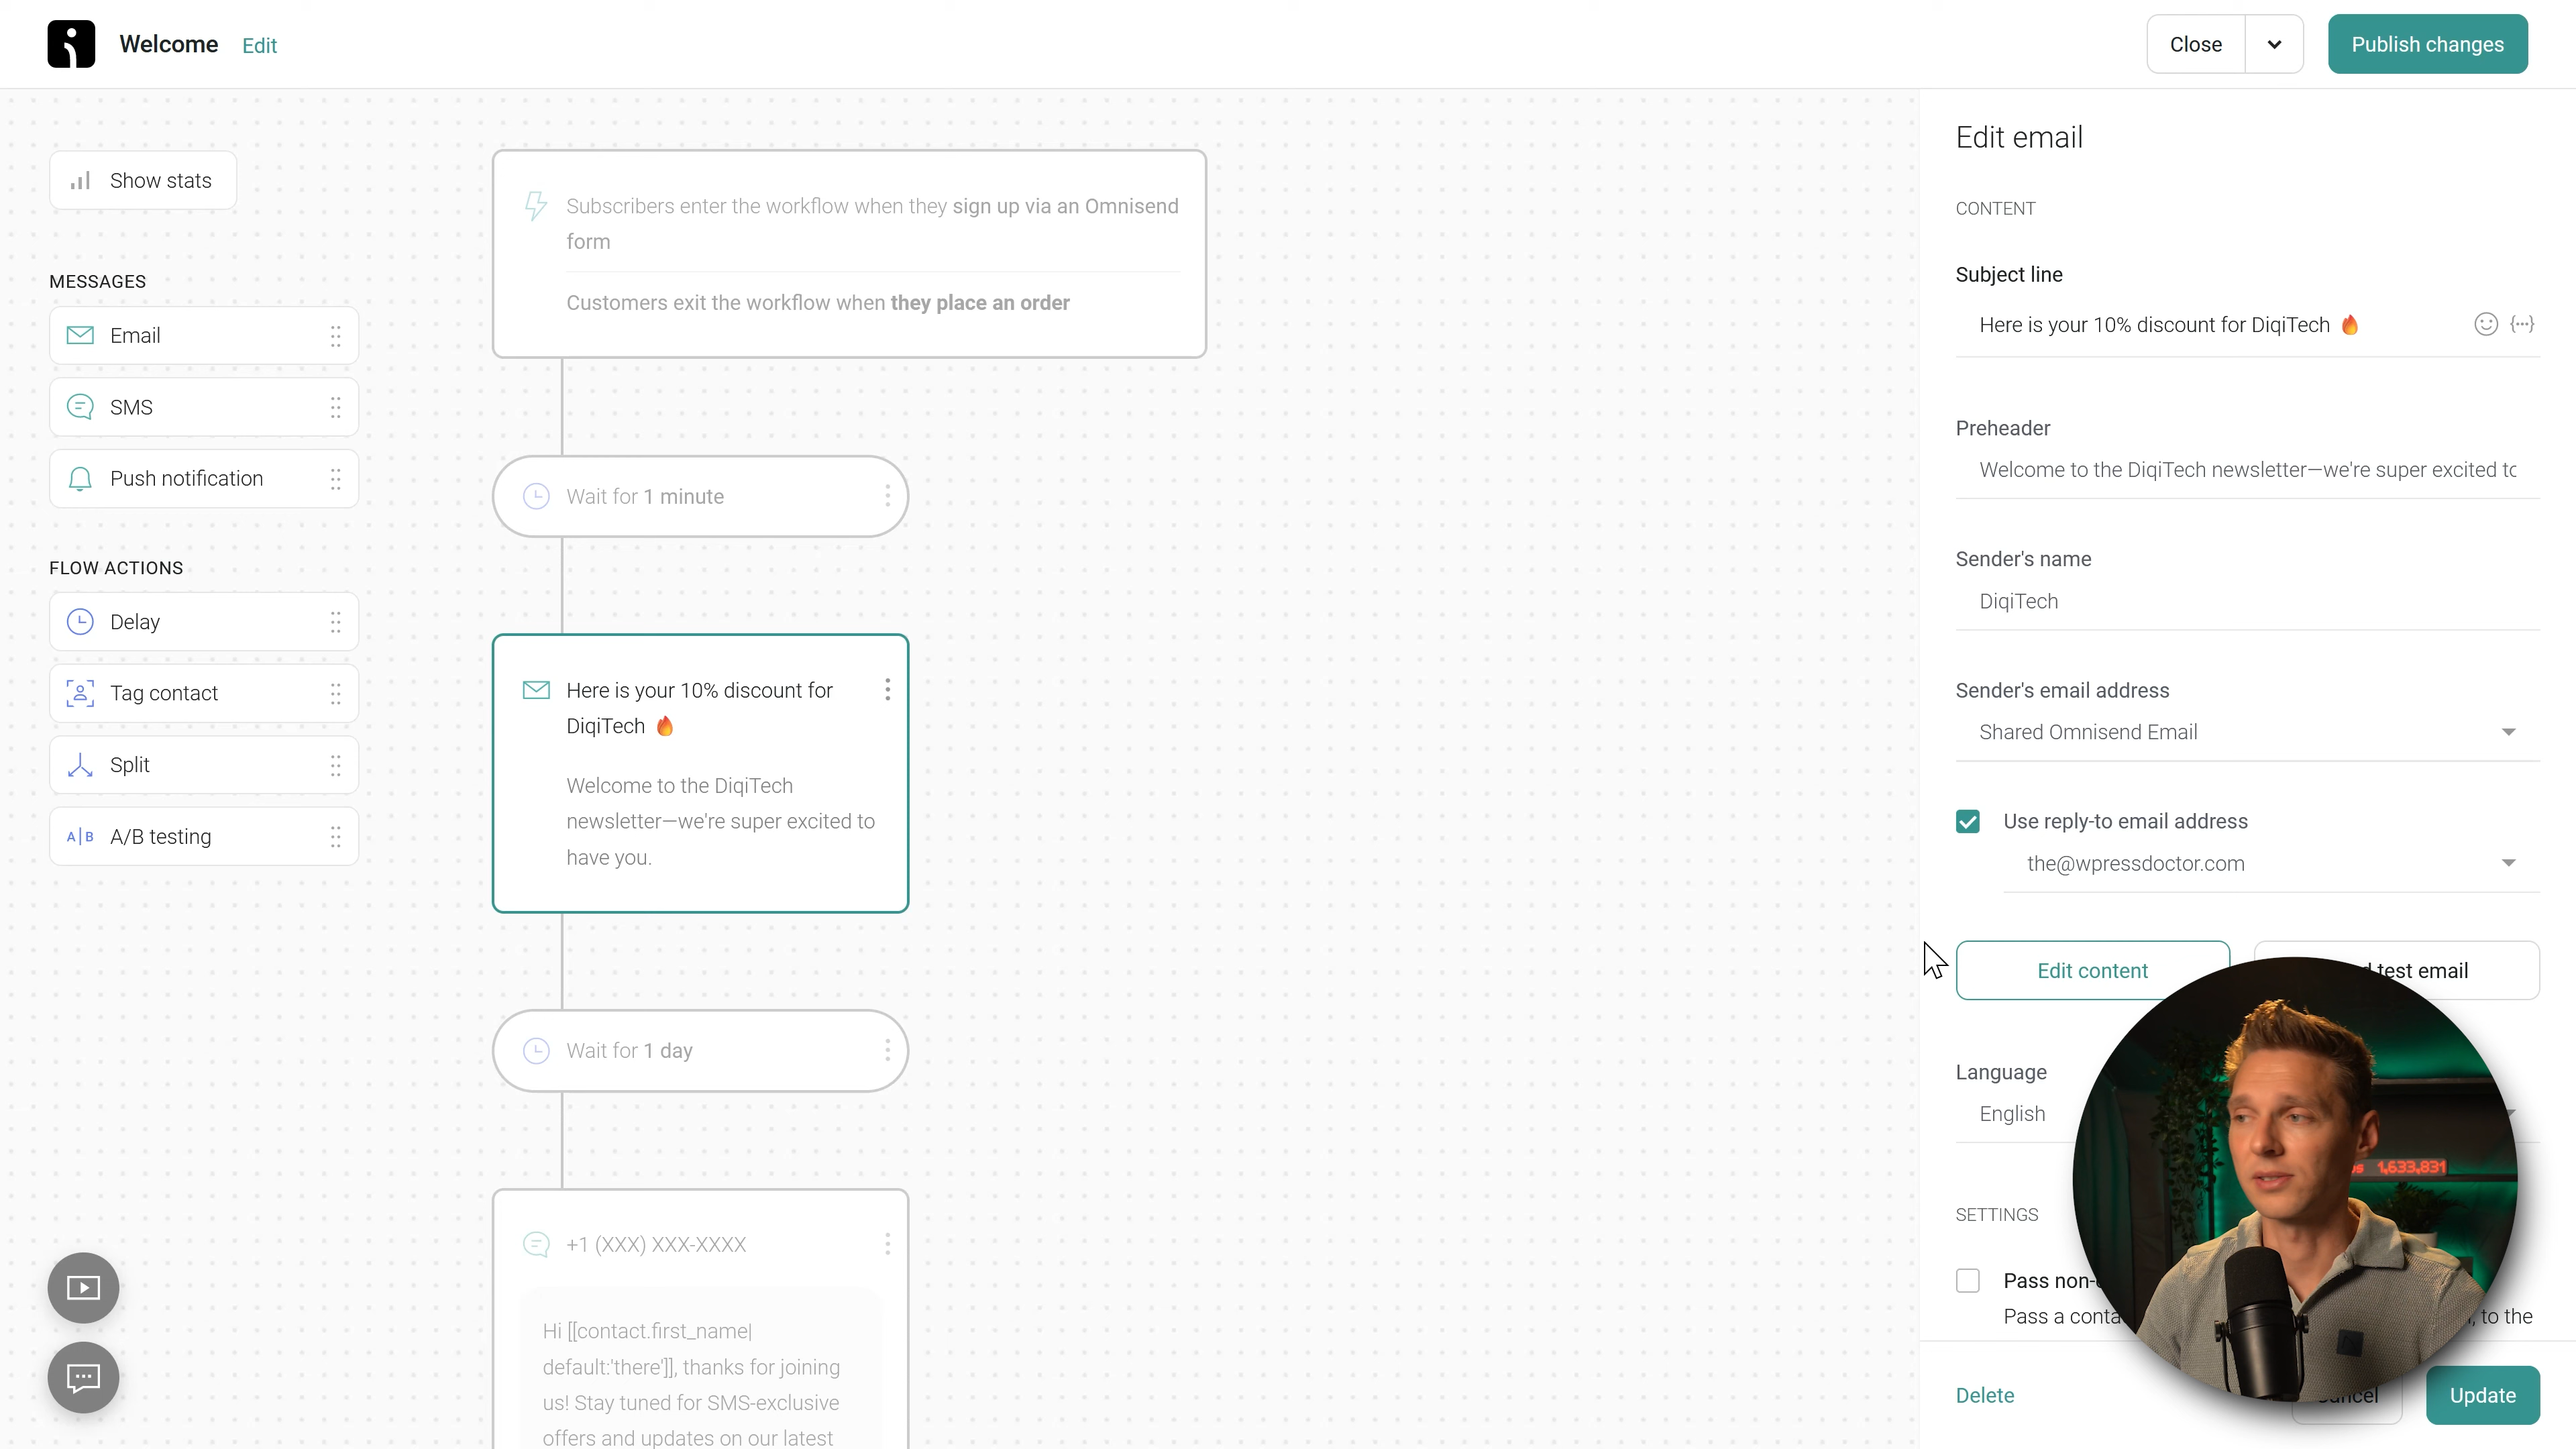 Welcome Edit
Close
Publish changes
Show stats
MESSAGES
Email
SMS
Push notification
FLOW ACTIONS
Delay
Tag contact
Split
A|B A/B testing
Subscribers enter the workflow when they sign up via an Omnisend
form
Customers exit the workflow when they place an order
Wait for 1 minute
Here is your 10% discount for
DiqiTech 🔥
Welcome to the DiqiTech
newsletter—we're super excited to
have you.
Wait for 1 day
+1 (XXX) XXX-XXXX
Hi [[contact.first_name|
default:'there']], thanks for joining
us! Stay tuned for SMS-exclusive
offers and updates on our latest
Edit email
CONTENT
Subject line
Here is your 10% discount for DiqiTech 🔥
Preheader
Welcome to the DiqiTech newsletter—we're super excited to
Sender's name
DiqiTech
Sender's email address
Shared Omnisend Email
Use reply-to email address
the@wpressdoctor.com
Edit content
test email
Language
English
1,633,831
SETTINGS
Pass non-
Pass a conta
to the
Delete
Update